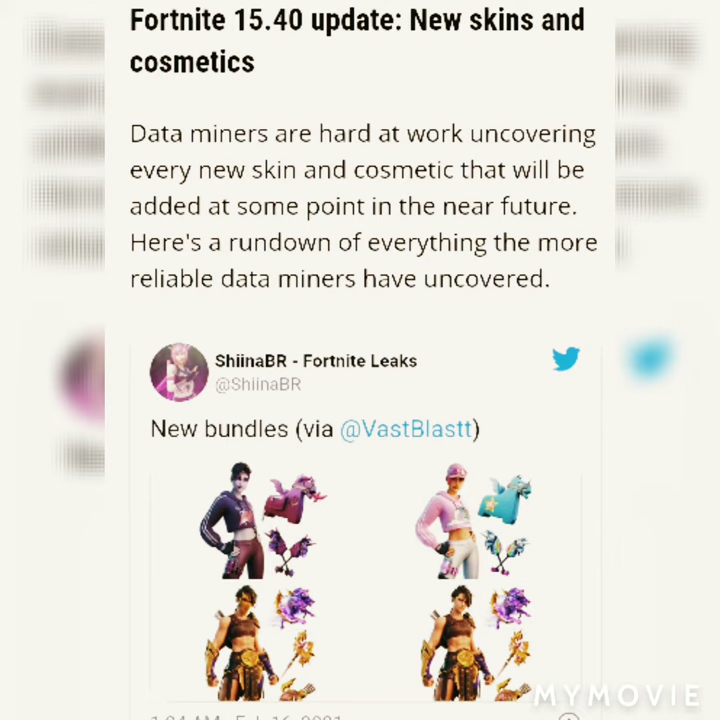 Fortnite 15.40 update: New skins and
cosmetics
Data miners are hard at work uncovering
every new skin and cosmetic that will be
added at some point in the near future.
Here's a rundown of everything the more
reliable data miners have uncovered.
ShiinaBR - Fortnite Leaks
@ShiinaBR
New bundles (via @VastBlastt)
MYMOVIE